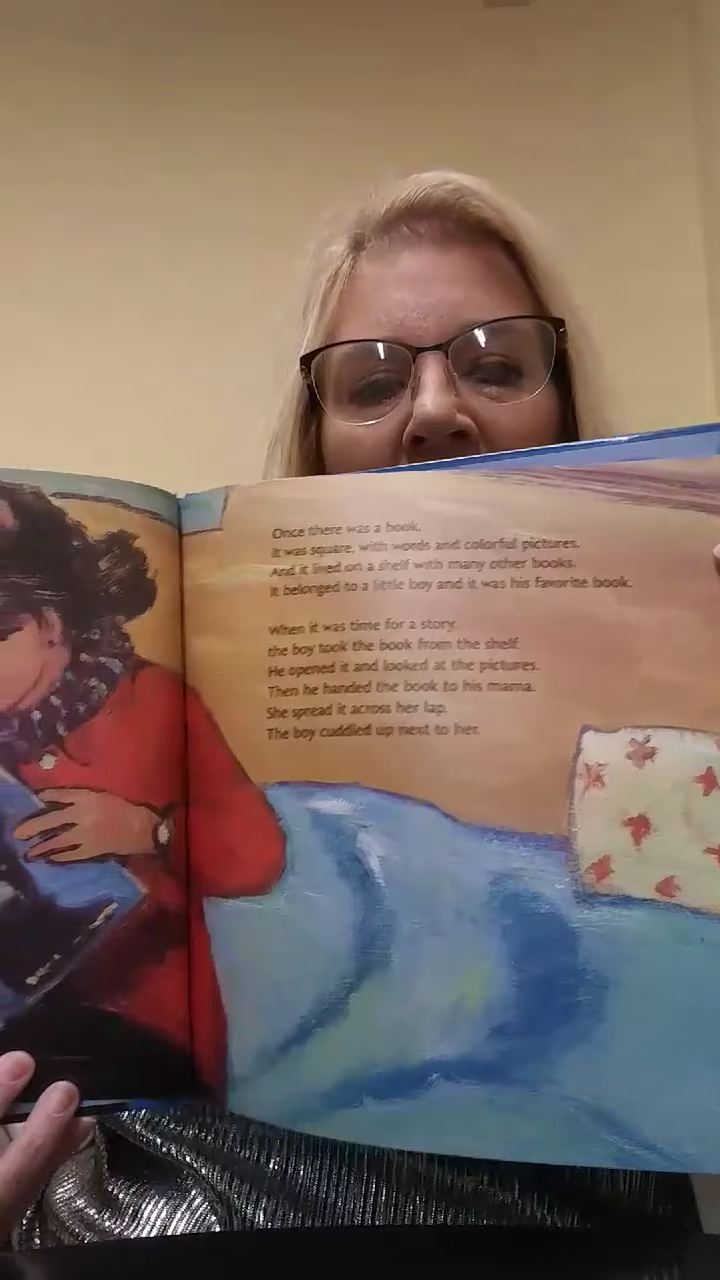 Once there was a book.
It was square, with words and colorful pictures.
And it lived on a shelf with many other books.
It belonged to a little boy and it was his favorite book.
When it was time for a story,
the boy took the book from the shelf.
He opened it and looked at the pictures.
Then he handed the book to his mama.
She spread it across her lap.
The boy cuddled up next to her.